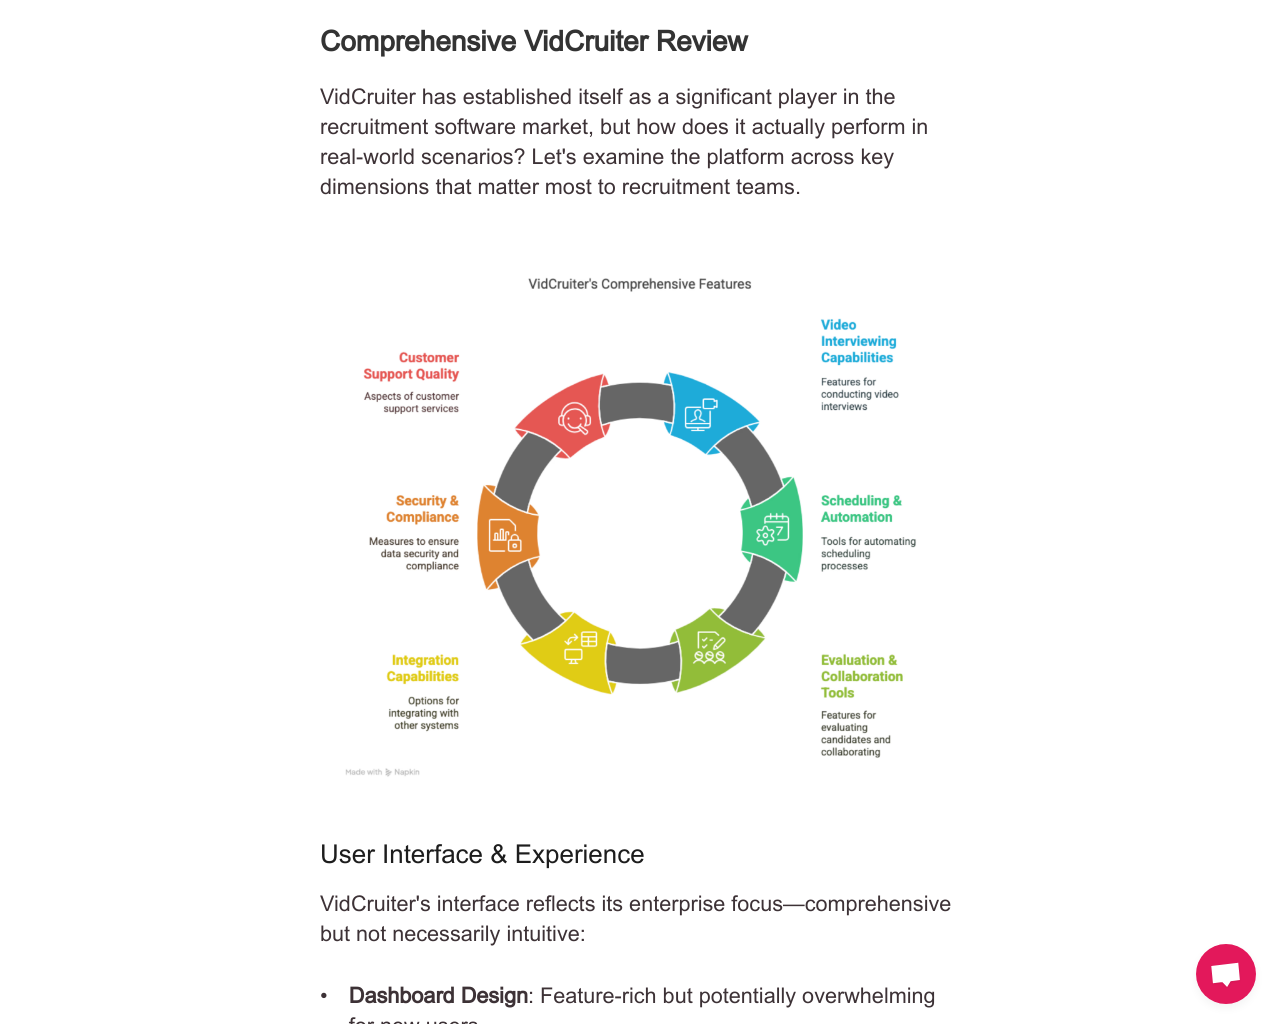 Comprehensive VidCruiter Review
VidCruiter has established itself as a significant player in the
recruitment software market, but how does it actually perform in
real-world scenarios? Let's examine the platform across key
dimensions that matter most to recruitment teams.
VidCruiter's Comprehensive Features
Customer
Support Quality
Aspects of customer
support services
Video
Interviewing
Capabilities
Features for
conducting video
interviews
Security &
Compliance
Measures to ensure
data security and
compliance
Scheduling &
Automation
Tools for automating
scheduling
processes
7
Integration
Capabilities
Options for
integrating with
other systems
Evaluation &
Collaboration
Tools
Features for
evaluating
candidates and
collaborating
Made with Napkin
User Interface & Experience
VidCruiter's interface reflects its enterprise focus—comprehensive
but not necessarily intuitive:
• Dashboard Design: Feature-rich but potentially overwhelming
for new users